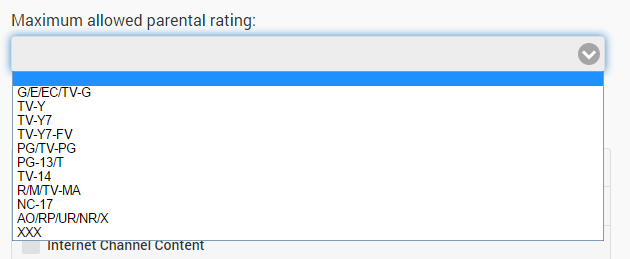 Maximum allowed parental rating:
G/E/EC/TV-G
TV-Y
TV-Y7
TV-Y7-FV
PG/TV-PG
PG-13/T
TV-14
R/M/TV-MA
NC-17
AO/RP/UR/NR/X
XXX
Internet Channel Content